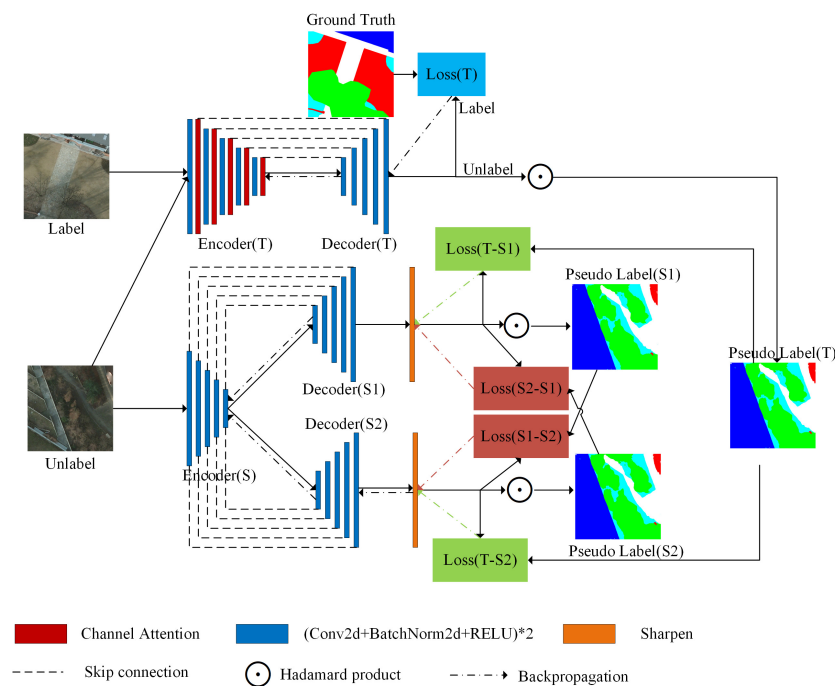 Ground Truth
Loss(T)
Label
Unlabel
Label
Encoder(T)
Decoder(T)
Loss(T-S1)
Pseudo Label(S1)
Pseudo Label(T)
Decoder(S1)
Loss(S2-S1)
Decoder(S2)
Loss(S1-S2)
Unlabel
Encoder(S)
Loss(T-S2)
Pseudo Label(S2)
Channel Attention
(Conv2d+BatchNorm2d+RELU)*2
Sharpen
Skip connection
Hadamard product
Backpropagation